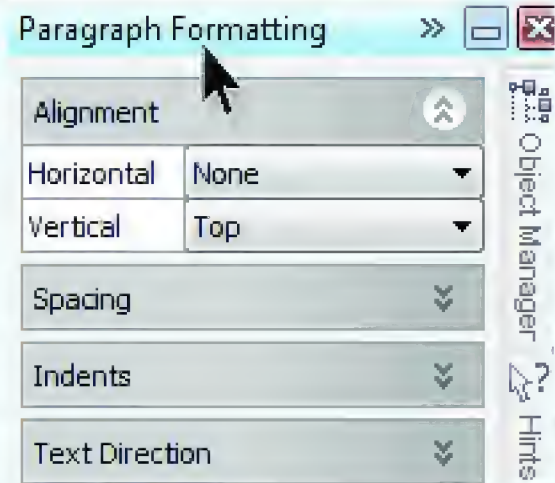 Paragraph Formatting
Alignment
Horizontal None
Vertical Top
Spacing
Indents
Text Direction
Object Manager
Hints